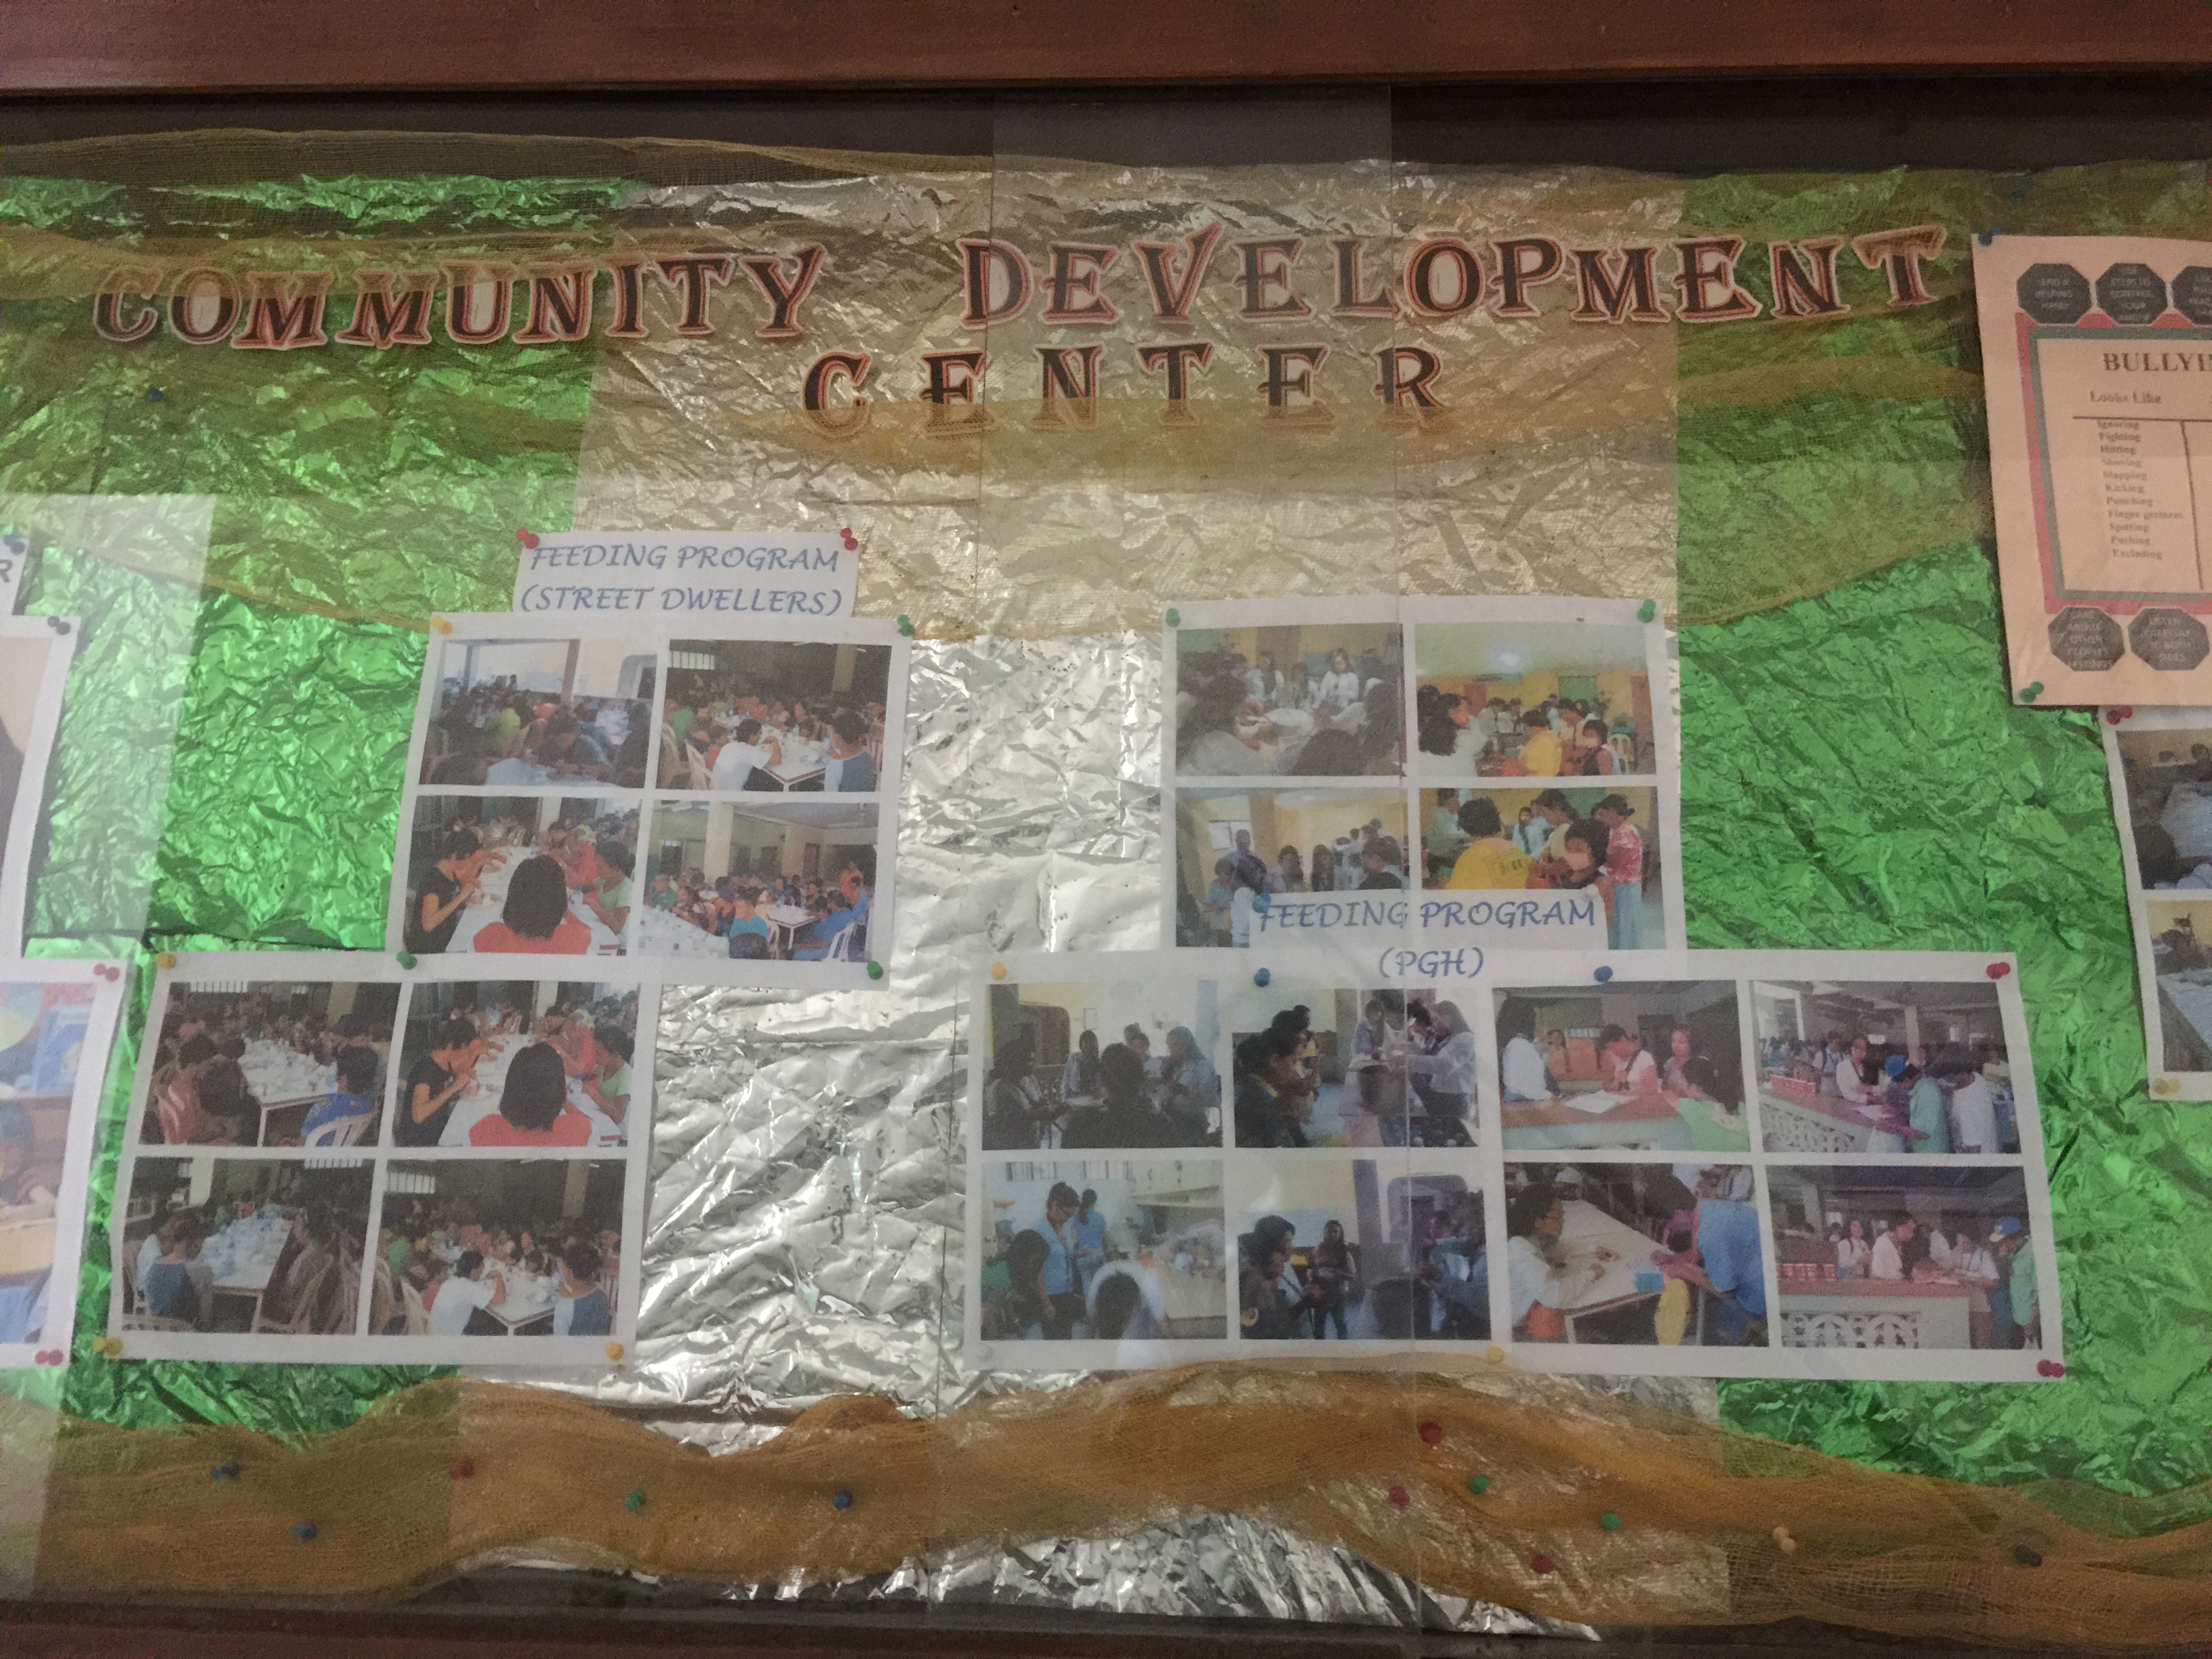 COMMUNITY DEVELOPMENT
CENTER
R
FEEDING PROGRAM
(STREET DWELLERS)
FEEDING PROGRAM
(PGH)
BULLYI
Looks Like
Ignoring
Fighting
Hitting
Shoving
Slapping
Kicking
Punching
Finger gestures
Spitting
Pushing
Excluding